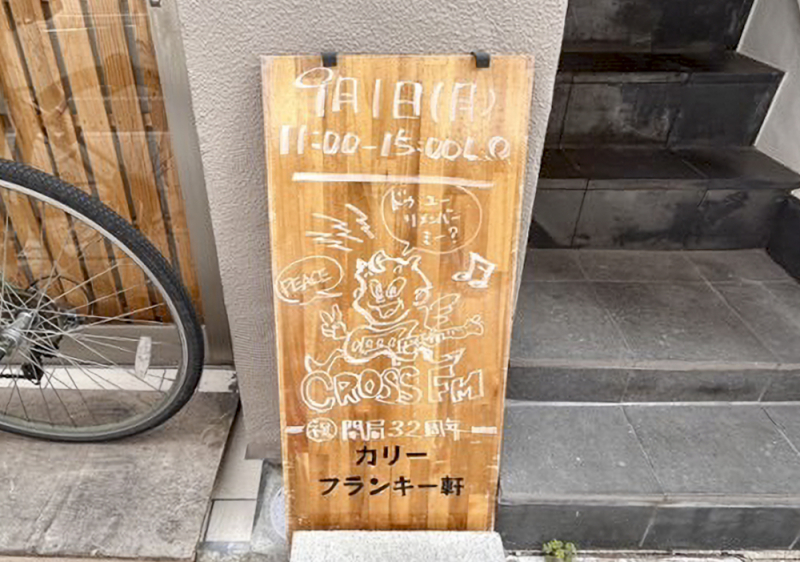 9月1日(月)
11:00-15:00L.O
ドゥ ユー
リメンバー
ミー?
PEACE
CROSS FM
㊗開局32周年
カリー
フランキー軒